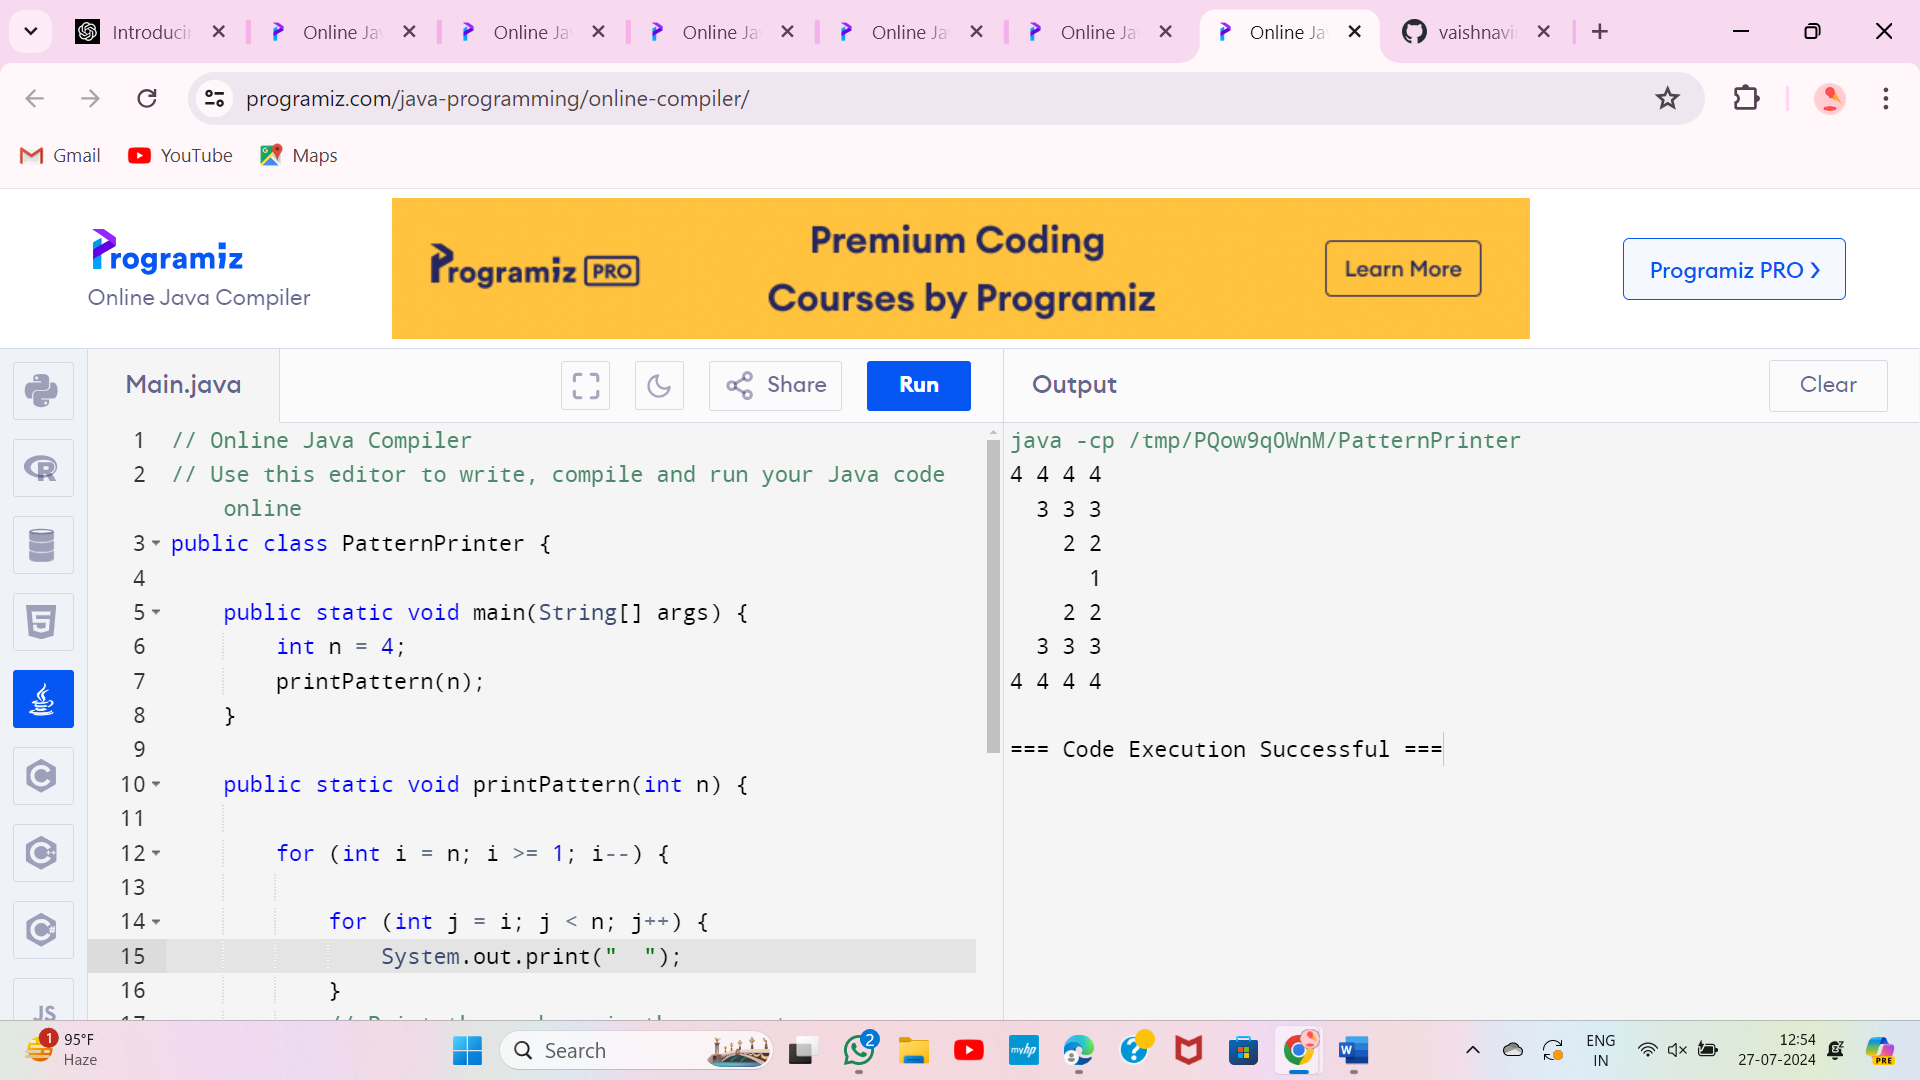 Introducin
Online Ja
Online Ja
Online Ja
Online Ja
Online Ja
Online Ja
vaishnavi
programiz.com/java-programming/online-compiler/
Gmail
YouTube
Maps
Programiz
Online Java Compiler
Programiz PRO
Premium Coding
Courses by Programiz
Learn More
Programiz PRO ❯
Main.java
Share
Run
Output
Clear
1 // Online Java Compiler
2 // Use this editor to write, compile and run your Java code
online
3 public class PatternPrinter {
4
5 public static void main(String[] args) {
6 int n = 4;
7 printPattern(n);
8 }
9
10 public static void printPattern(int n) {
11
12 for (int i = n; i >= 1; i--) {
13
14 for (int j = i; j < n; j++) {
15 System.out.print("  ");
16 }
java -cp /tmp/PQow9qOWnM/PatternPrinter
4 4 4 4
3 3 3
2 2
1
2 2
3 3 3
4 4 4 4
=== Code Execution Successful ===
JS
1
95°F
Haze
Search
2
myhp
W
ENG
IN
12:54
27-07-2024
PRE